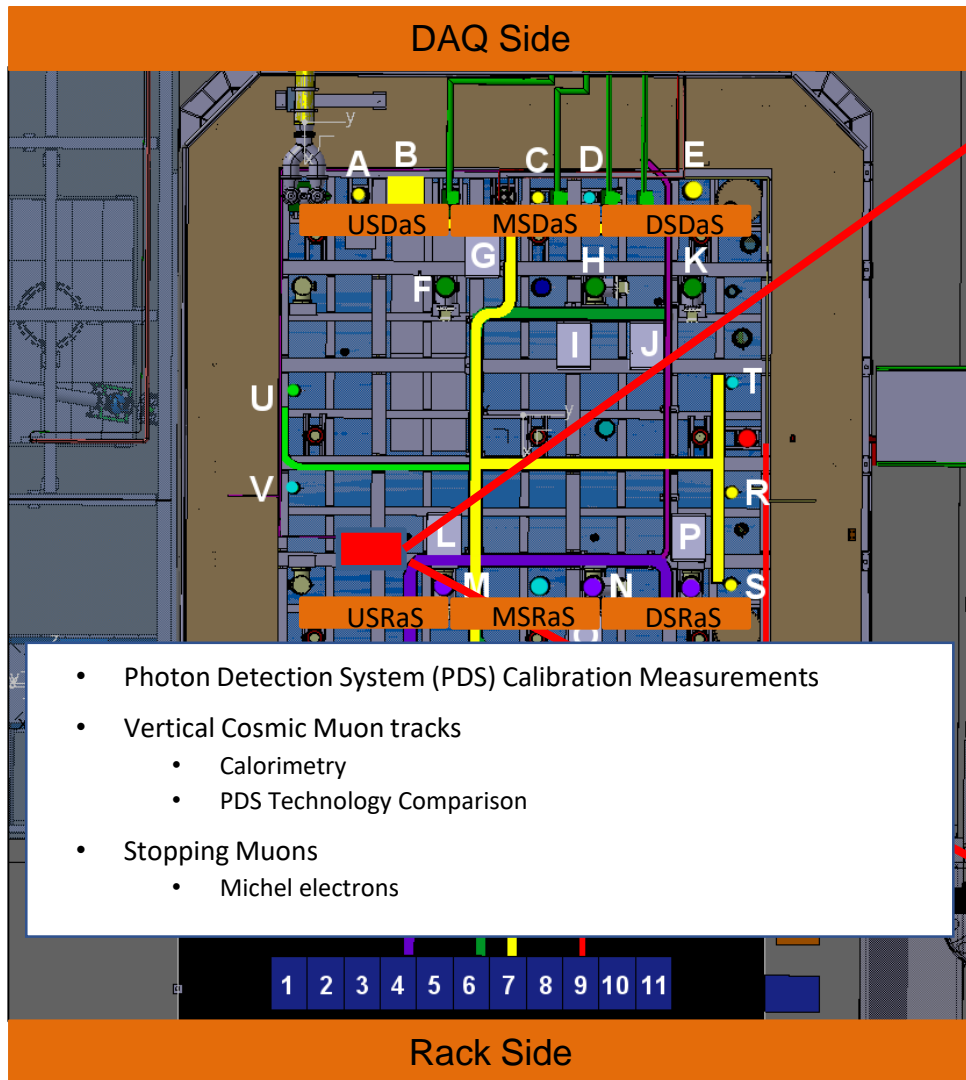 DAQ Side
y
x
A
B
C
D
E
USDaS
MSDaS
DSDaS
G
F
H
K
I
J
U
T
x
y
x
V
R
L
P
M
N
S
USRaS
MSRaS
DSRaS
• Photon Detection System (PDS) Calibration Measurements
• Vertical Cosmic Muon tracks
• Calorimetry
• PDS Technology Comparison
• Stopping Muons
• Michel electrons
1 2 3 4 5 6 7 8 9 10 11
Rack Side